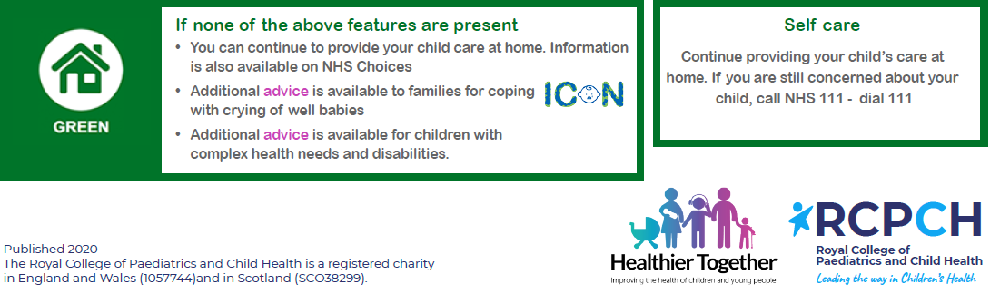 GREEN
If none of the above features are present
• You can continue to provide your child care at home. Information
is also available on NHS Choices
• Additional advice is available to families for coping
with crying of well babies
ICON
• Additional advice is available for children with
complex health needs and disabilities.
Self care
Continue providing your child's care at
home. If you are still concerned about your
child, call NHS 111 - dial 111
Published 2020
The Royal College of Paediatrics and Child Health is a registered charity
in England and Wales (1057744)and in Scotland (SCO38299).
Healthier Together
Improving the health of children and young people
RCPCH
Royal College of
Paediatrics and Child Health
Leading the way in Children's Health